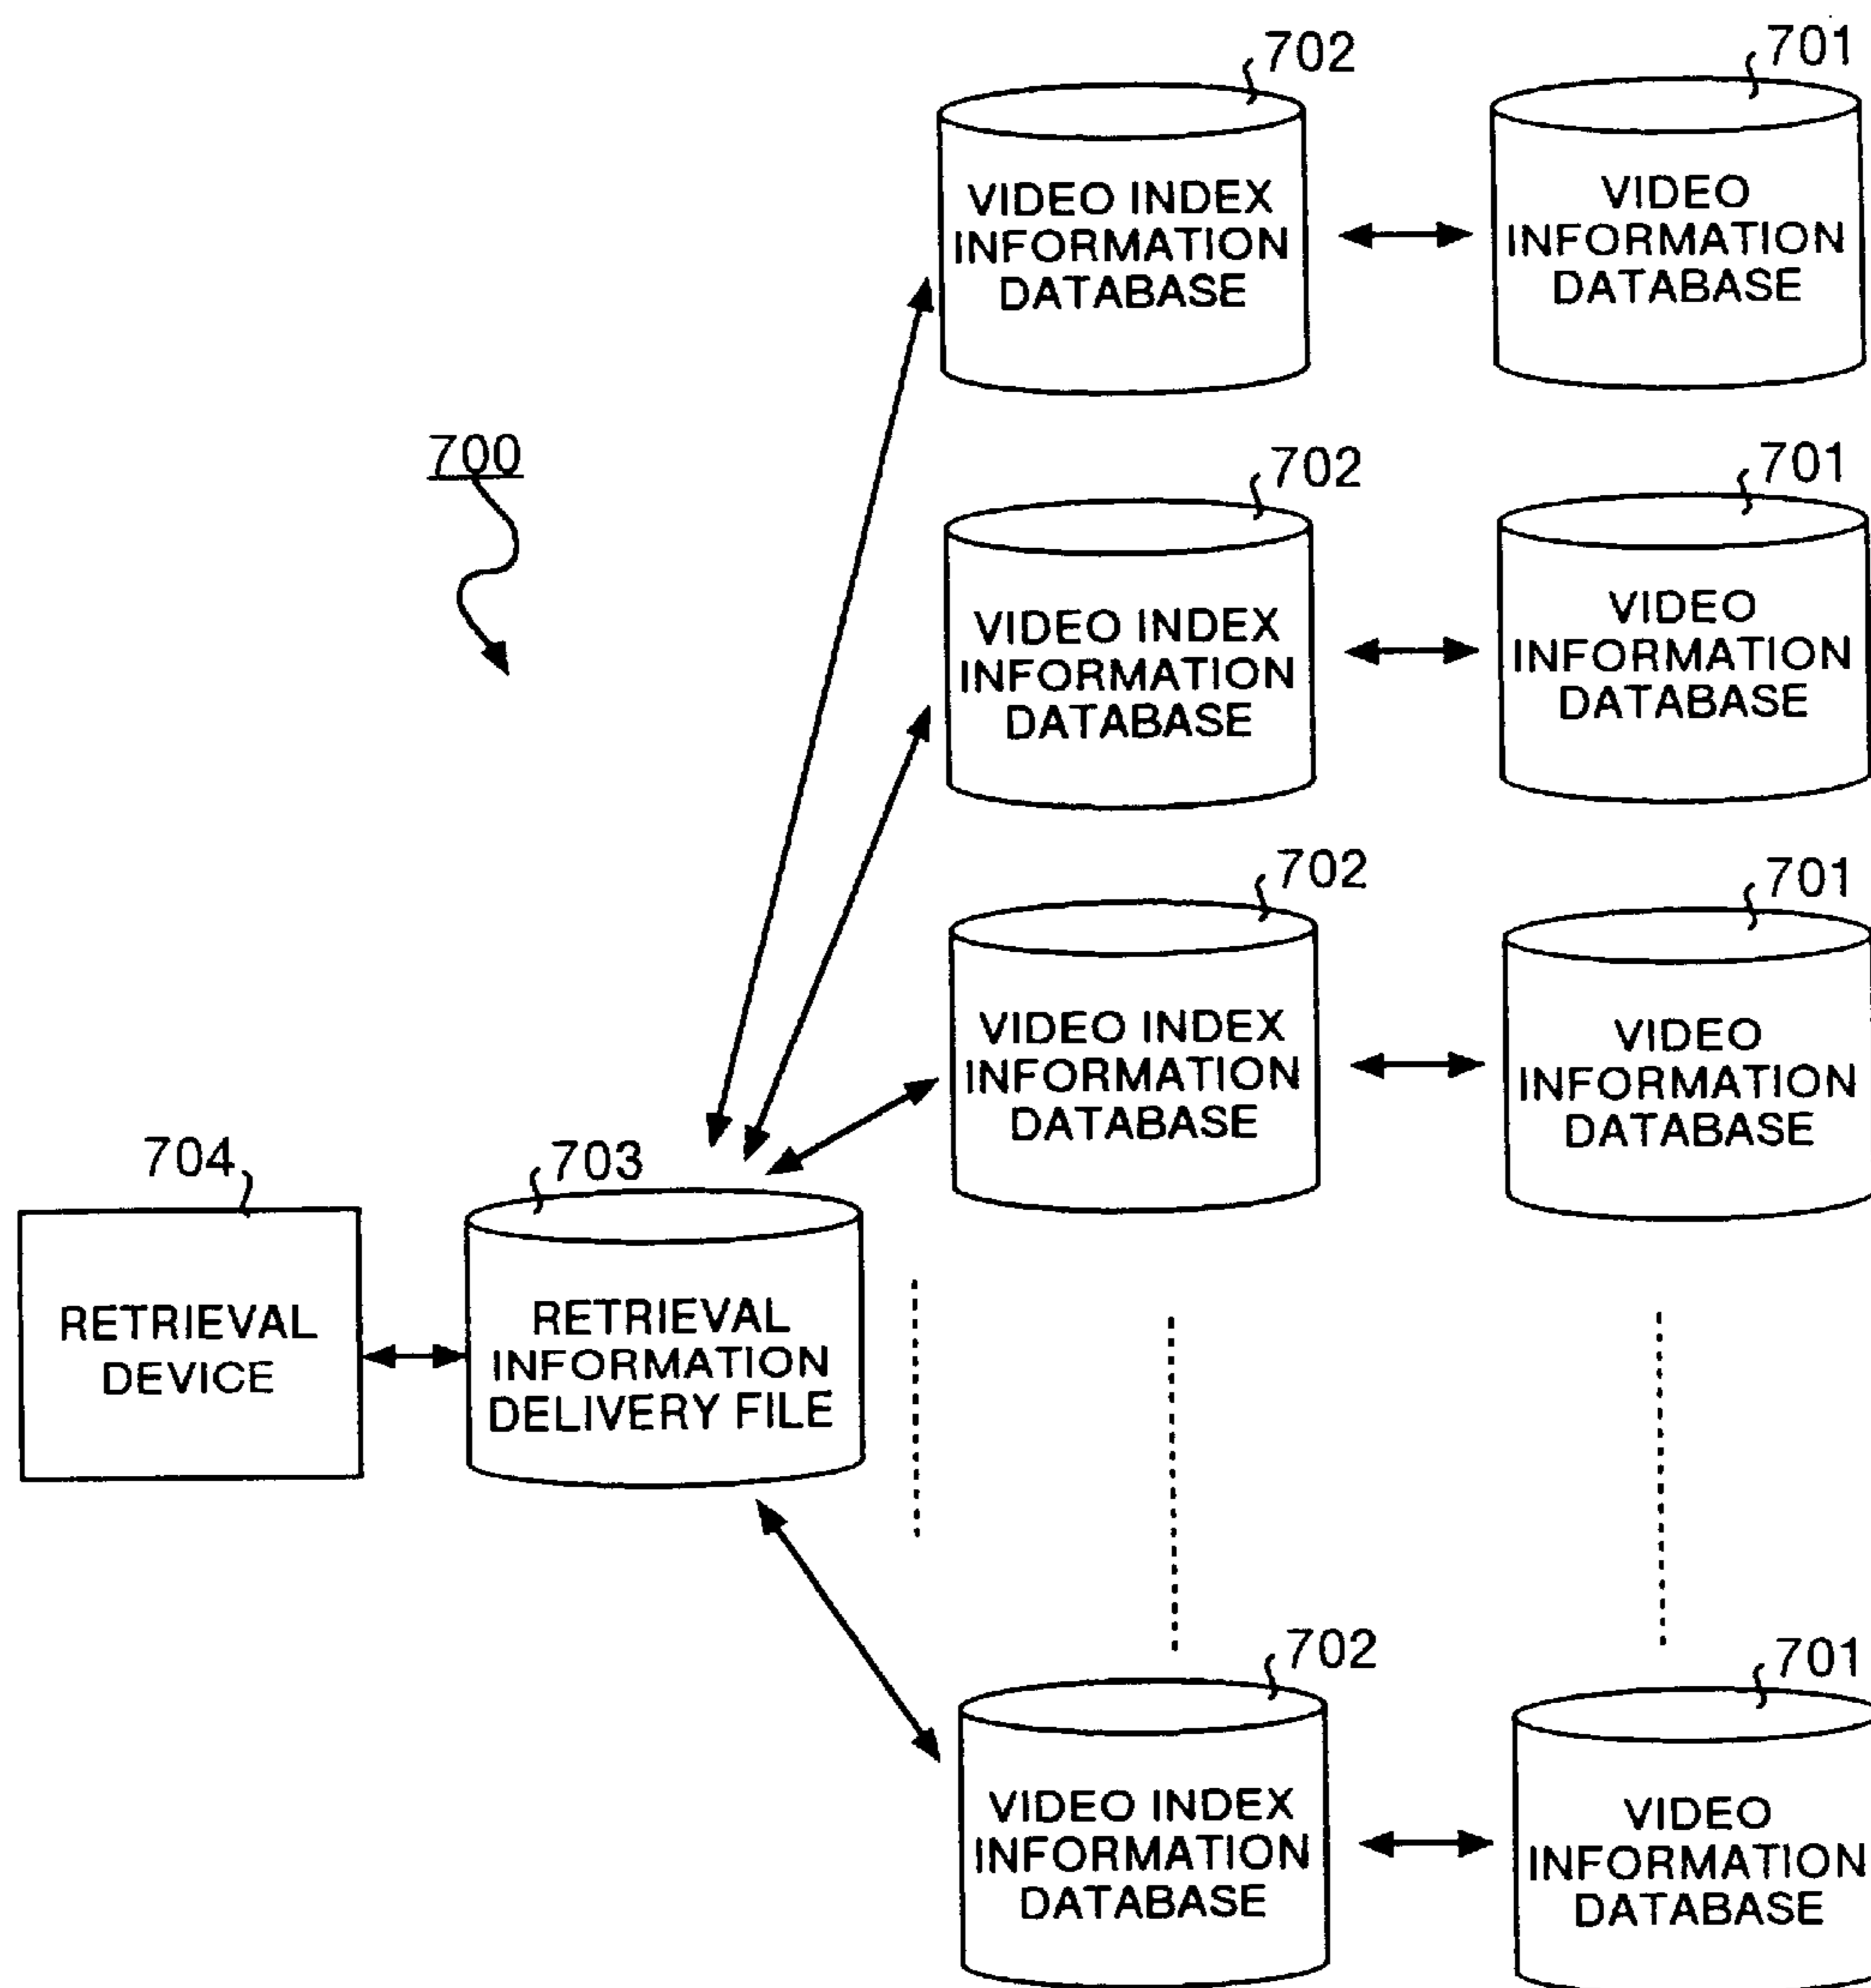 702
701
VIDEO INDEX
INFORMATION
DATABASE
VIDEO
INFORMATION
DATABASE
700
702
701
VIDEO INDEX
INFORMATION
DATABASE
VIDEO
INFORMATION
DATABASE
702
701
VIDEO INDEX
INFORMATION
DATABASE
VIDEO
INFORMATION
DATABASE
704
703
RETRIEVAL
DEVICE
RETRIEVAL
INFORMATION
DELIVERY FILE
702
701
VIDEO INDEX
INFORMATION
DATABASE
VIDEO
INFORMATION
DATABASE